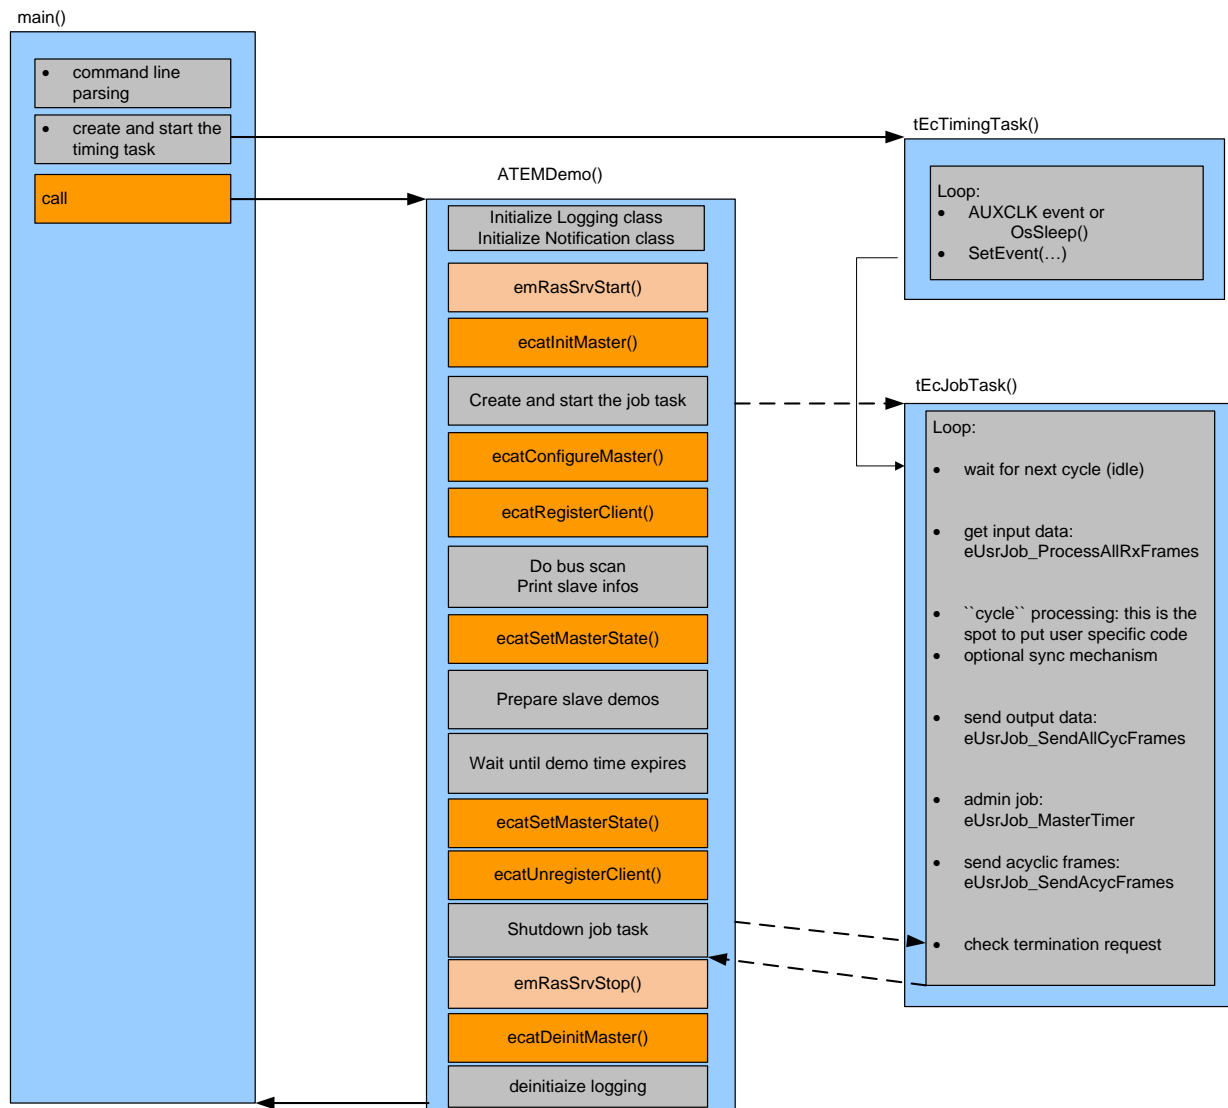 main()
• command line
parsing
• create and start the
timing task
call
ATEMDemo()
Initialize Logging class
Initialize Notification class
emRasSrvStart()
ecatInitMaster()
Create and start the job task
ecatConfigureMaster()
ecatRegisterClient()
Do bus scan
Print slave infos
ecatSetMasterState()
Prepare slave demos
Wait until demo time expires
ecatSetMasterState()
ecatUnregisterClient()
Shutdown job task
emRasSrvStop()
ecatDeinitMaster()
deinitiaize logging
tEcTimingTask()
Loop:
• AUXCLK event or
OsSleep()
• SetEvent(…)
tEcJobTask()
Loop:
• wait for next cycle (idle)
• get input data:
eUsrJob_ProcessAllRxFrames
• ``cycle`` processing: this is the
spot to put user specific code
• optional sync mechanism
• send output data:
eUsrJob_SendAllCycFrames
• admin job:
eUsrJob_MasterTimer
• send acyclic frames:
eUsrJob_SendAcycFrames
• check termination request